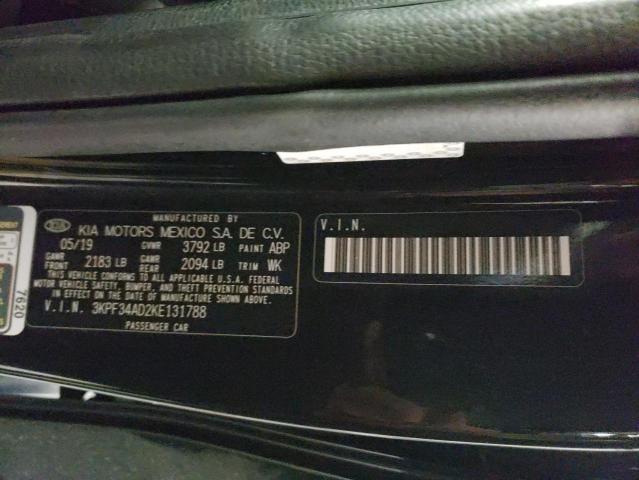 MANUFACTURED BY
KIA KIA MOTORS MEXICO S.A. DE C.V.
05/19 GVWR 3792 LB PAINT ABP
GAWR FRONT 2183 LB GAWR REAR 2094 LB TRIM WK
THIS VEHICLE CONFORMS TO ALL APPLICABLE U.S.A. FEDERAL
MOTOR VEHICLE SAFETY, BUMPER, AND THEFT PREVENTION STANDARDS
IN EFFECT ON THE DATE OF MANUFACTURE SHOWN ABOVE.
V.I.N. 3KPF34AD2KE131788
PASSENGER CAR
V.I.N.
7620